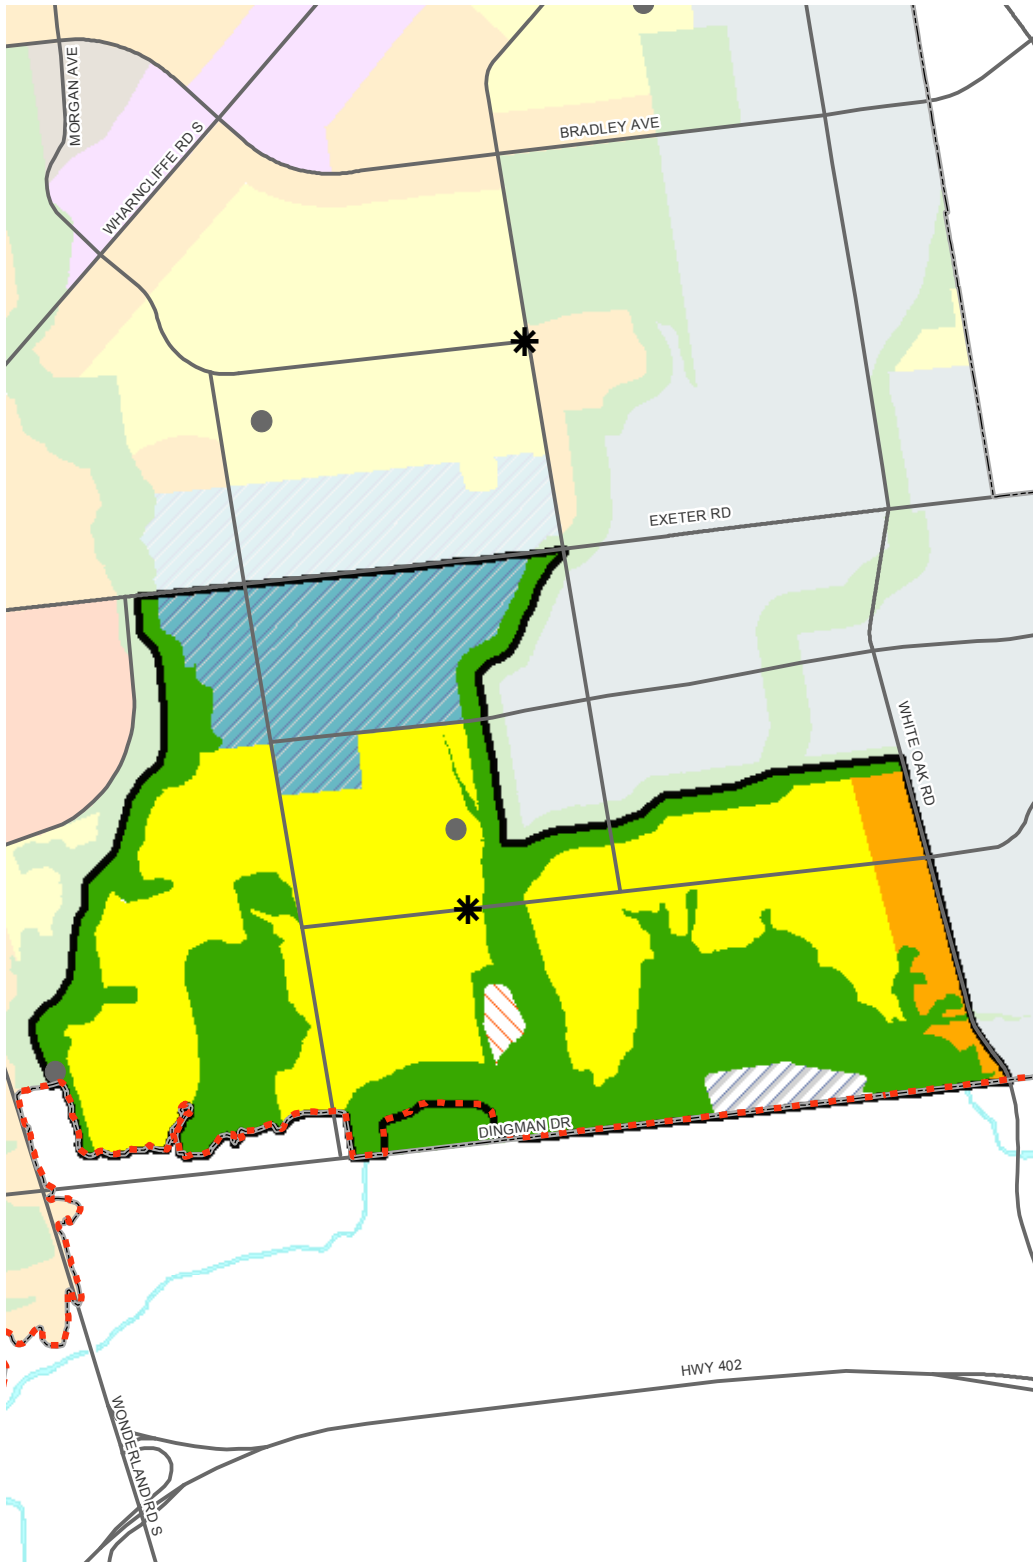 MORGAN AVE
WHARNCLIFFE RD S
BRADLEY AVE
EXETER RD
WHITE OAK RD
DINGMAN DR
HWY 402
WONDERLAND RD S